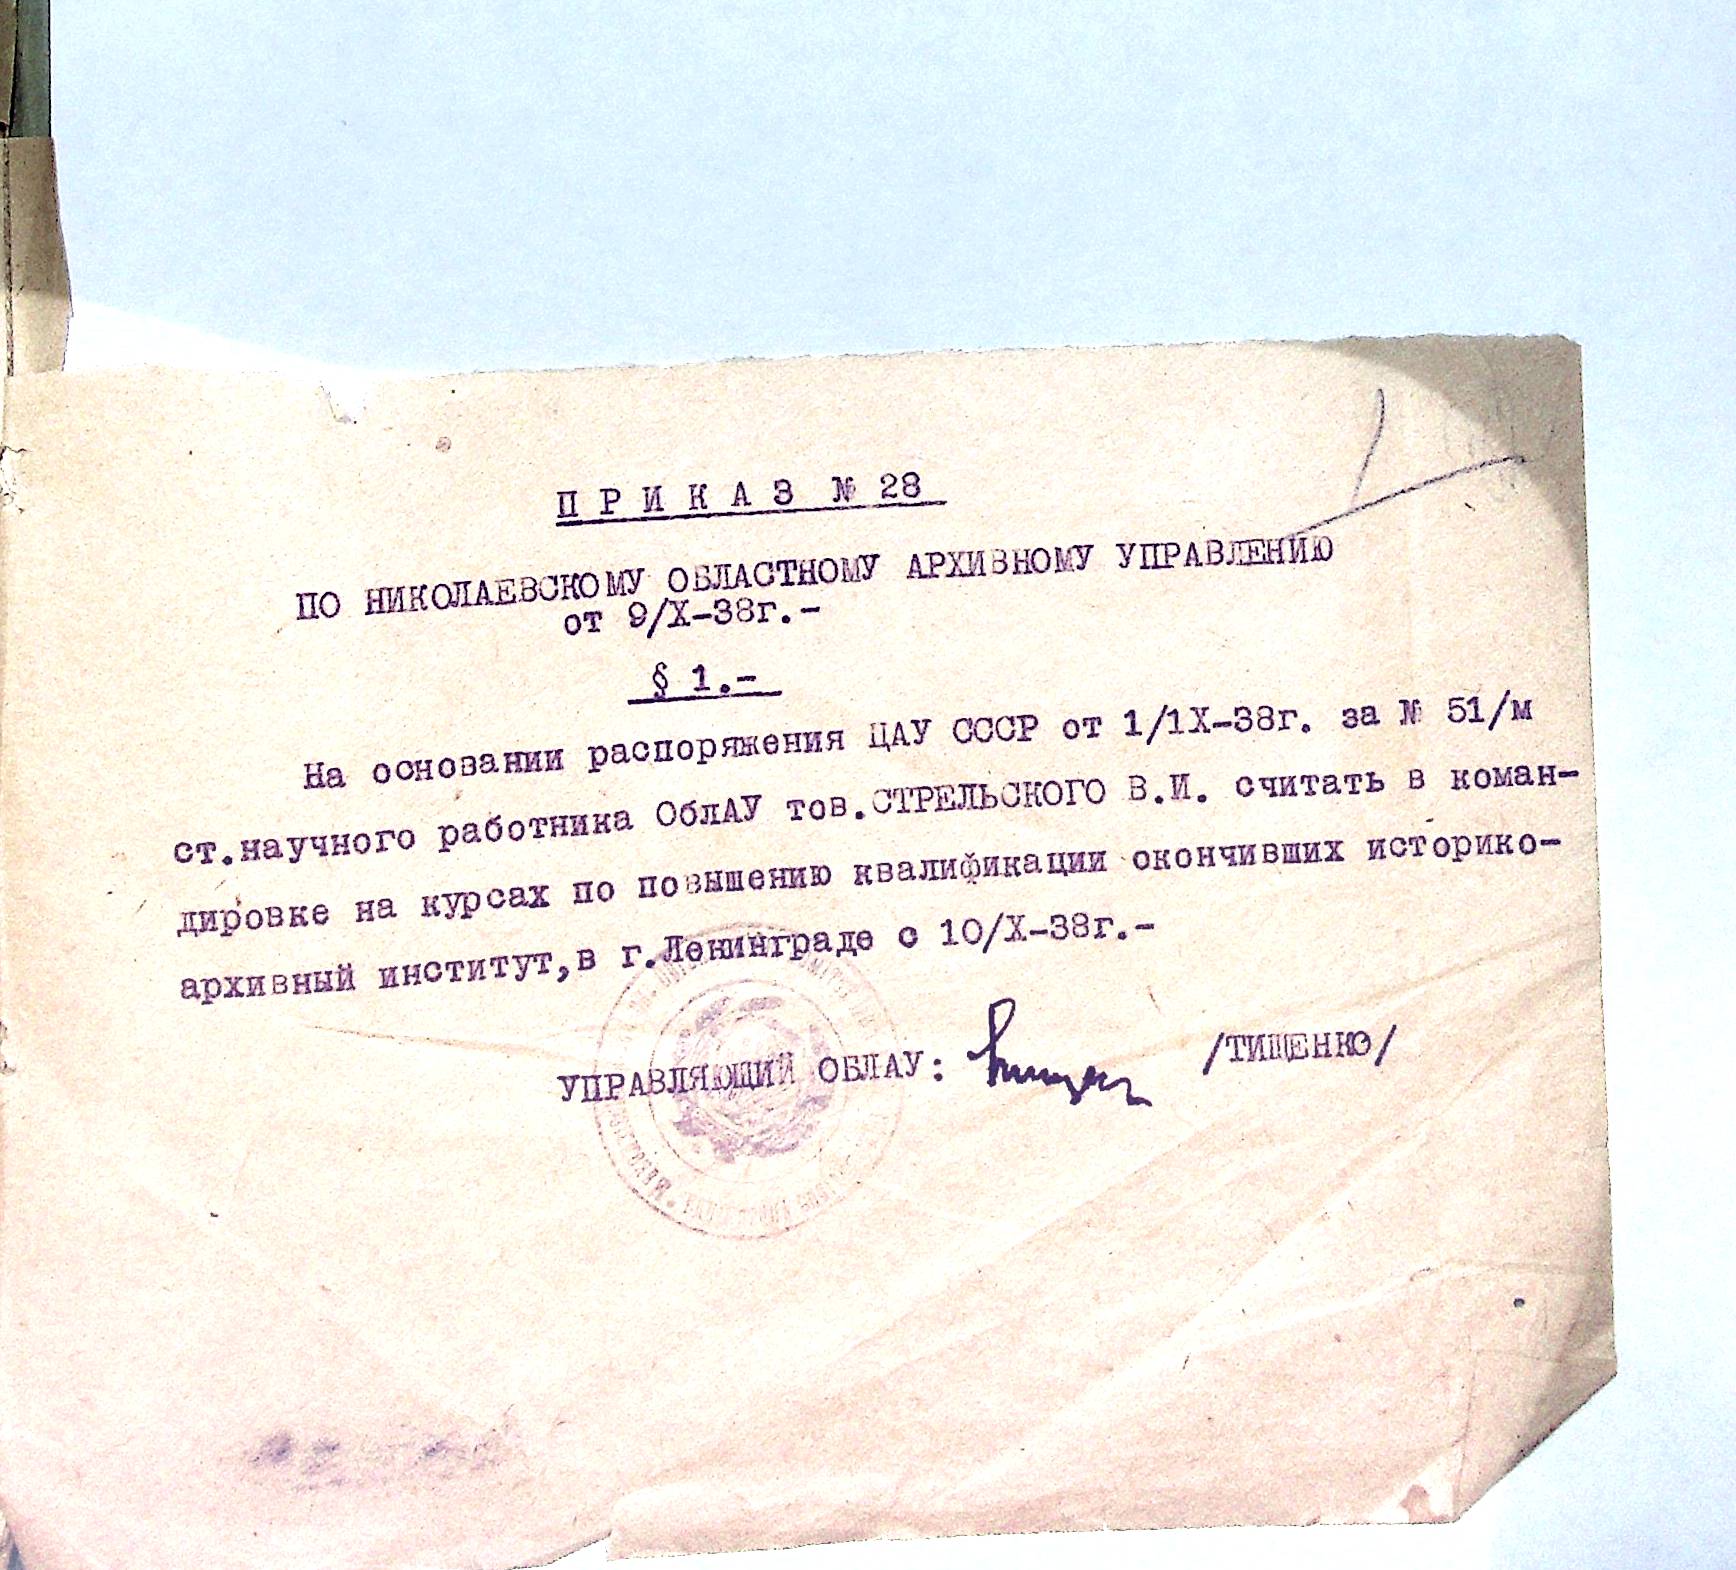 П Р И К А З № 28
ПО НИКОЛАЕВСКОМУ ОБЛАСТНОМУ АРХИВНОМУ УПРАВЛЕНИЮ
от 9/X-38г.-
§ 1.-
На основании распоряжения ЦАУ СССР от 1/1X-38г. за № 51/м
ст.научного работника ОблАУ тов.СТРЕЛЬСКОГО В.И. считать в коман-
дировке на курсах по повышению квалификации окончивших историко-
архивный институт,в г.Ленинграде с 10/X-38г.-
УПРАВЛЯЮЩИЙ ОБЛАУ: /ТИЩЕНКО/